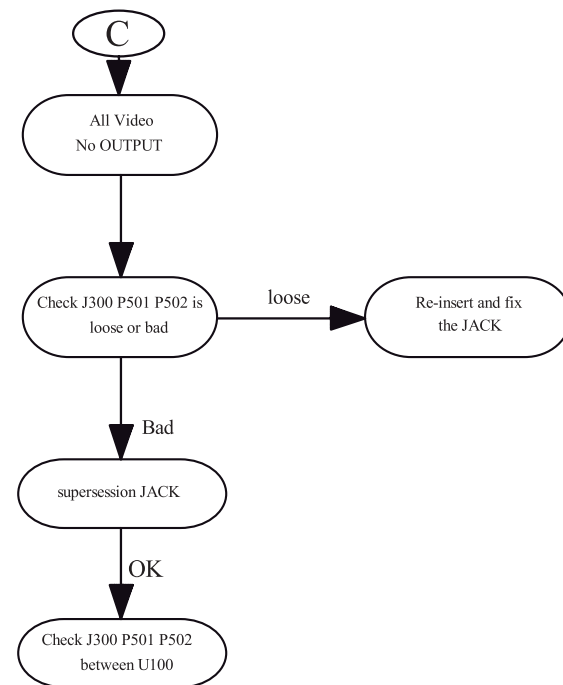 C
All Video
No OUTPUT
Check J300 P501 P502 is
loose or bad
loose
Re-insert and fix
the JACK
Bad
supersession JACK
OK
Check J300 P501 P502
between U100